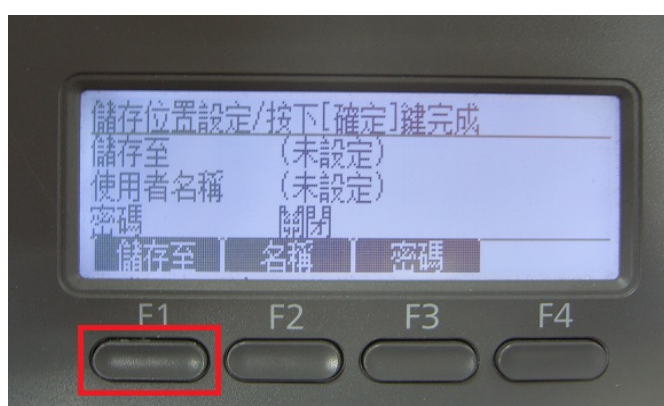 儲存位置設定/按下[確定]鍵完成
儲存至 (未設定)
使用者名稱 (未設定)
密碼 關閉
儲存至 名稱 密碼
F1 F2 F3 F4